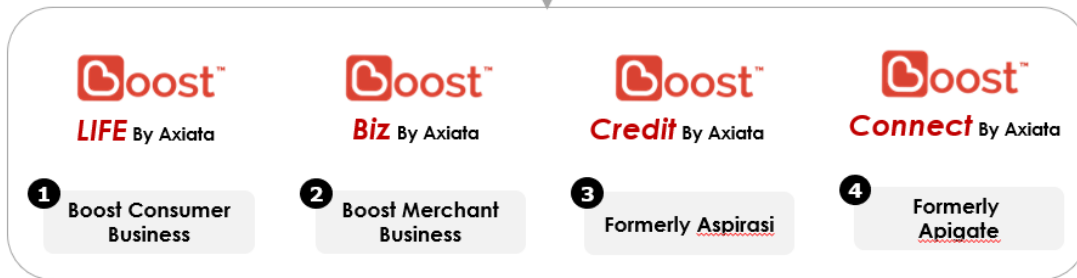 Boost™
LIFE By Axiata
1
Boost Consumer
Business
Boost™
Biz By Axiata
2
Boost Merchant
Business
Boost™
Credit By Axiata
3
Formerly Aspirasi
Boost™
Connect By Axiata
4
Formerly
Apigate